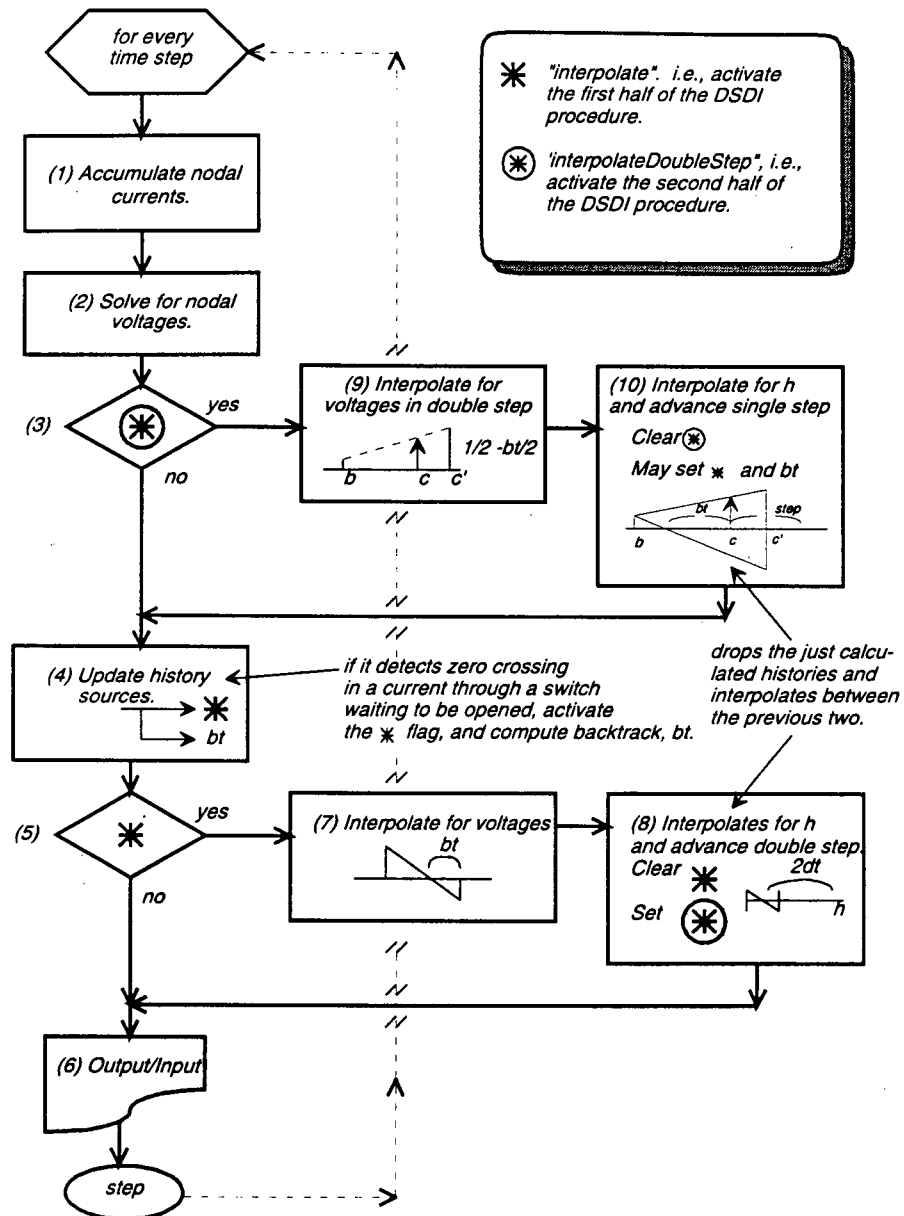 for every
time step
"interpolate". i.e., activate
the first half of the DSDI
procedure.
'interpolateDoubleStep", i.e.,
activate the second half of
the DSDI procedure.
(1) Accumulate nodal
currents.
(2) Solve for nodal
voltages.
(3)
yes
no
(9) Interpolate for
voltages in double step
1/2 -bt/2
b
c
c'
(10) Interpolate for h
and advance single step
Clear
May set and bt
bt
step
b
c
c'
(4) Update history
sources.
bt
if it detects zero crossing
in a current through a switch
waiting to be opened, activate
the flag, and compute backtrack, bt.
drops the just calcu-
lated histories and
interpolates between
the previous two.
(5)
yes
no
(7) Interpolate for voltages
bt
(8) Interpolates for h
and advance double step.
Clear
Set
2dt
h
(6) Output/Input
step